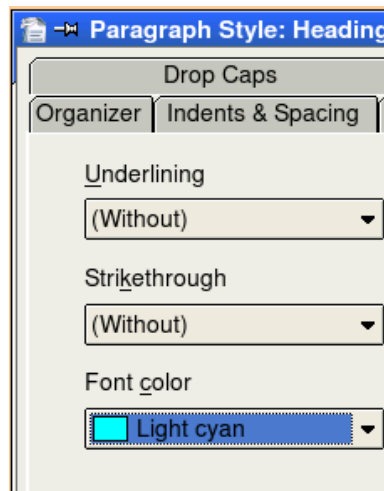 Paragraph Style: Heading
Drop Caps
Organizer Indents & Spacing
Underlining
(Without)
Strikethrough
(Without)
Font color
Light cyan